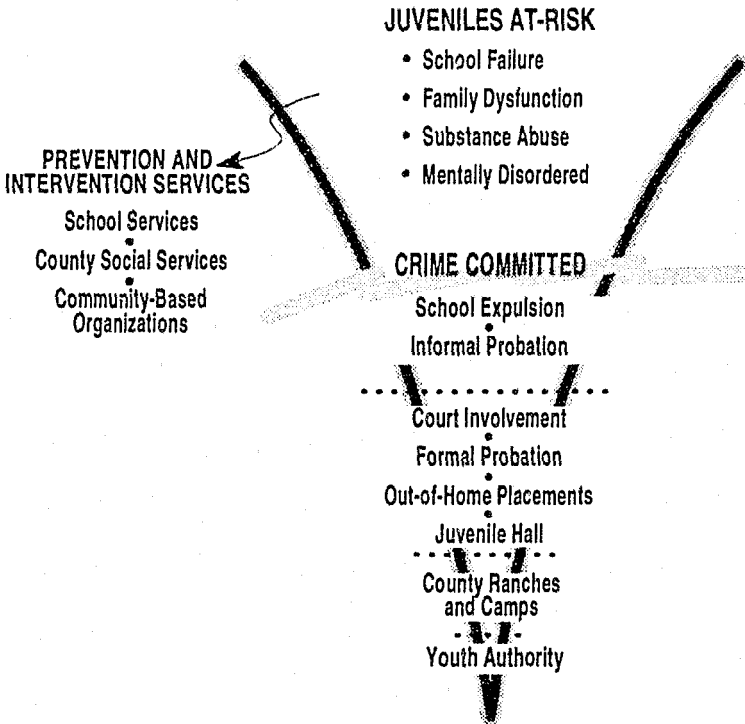 JUVENILES AT-RISK
• School Failure
• Family Dysfunction
• Substance Abuse
• Mentally Disordered
PREVENTION AND
INTERVENTION SERVICES
School Services
•
County Social Services
•
Community-Based
Organizations
CRIME COMMITTED
School Expulsion
•
Informal Probation
Court Involvement
•
Formal Probation
•
Out-of-Home Placements
•
Juvenile Hall
County Ranches
and Camps
Youth Authority